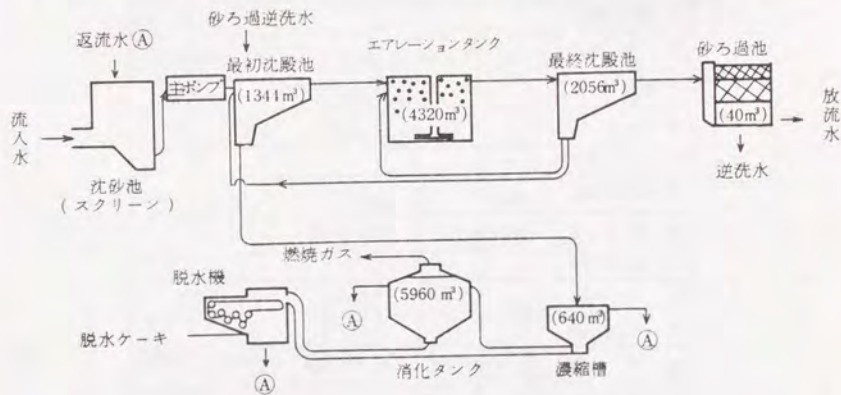 砂ろ過逆洗水
返流水Ⓐ
主ポンプ
最初沈殿池
(1344㎥)
エアレーションタンク
(4320㎥)
最終沈殿池
(2056㎥)
砂ろ過池
(40㎥)
流入水
放流水
逆洗水
沈砂池
(スクリーン)
燃焼ガス
脱水機
(5960㎥)
(640㎥)
Ⓐ
Ⓐ
脱水ケーキ
Ⓐ
消化タンク
濃縮槽